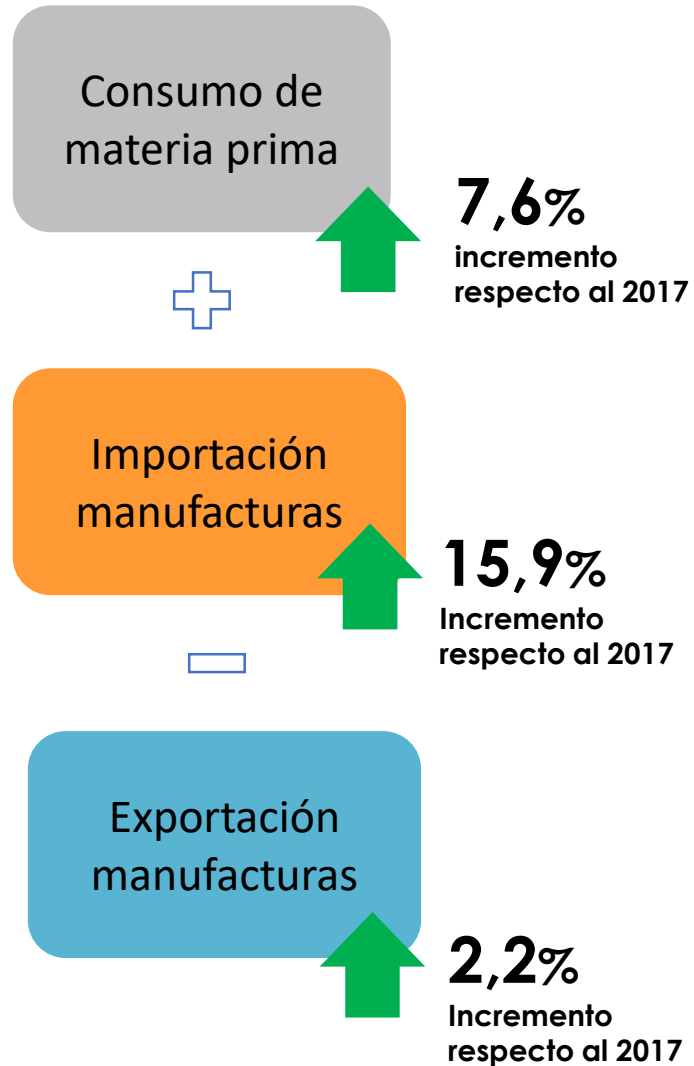 Consumo de
materia prima
7,6%
incremento
respecto al 2017
Importación
manufacturas
15,9%
Incremento
respecto al 2017
Exportación
manufacturas
2,2%
Incremento
respecto al 2017